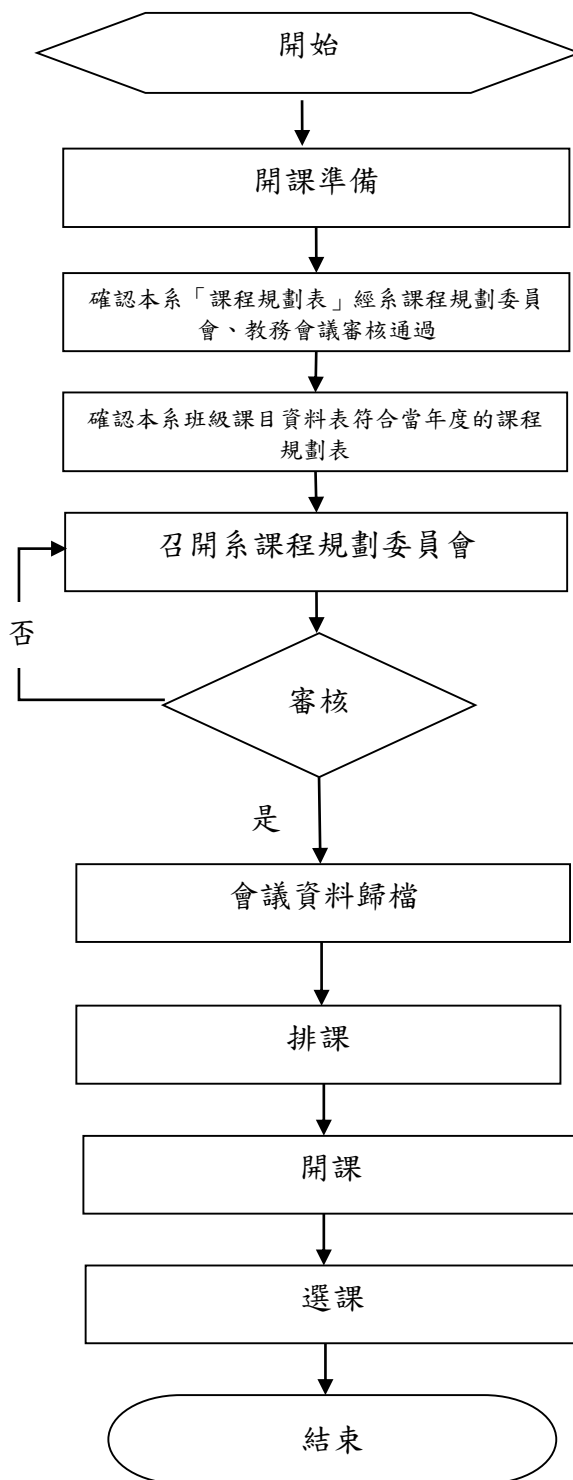 開始
開課準備
確認本系「課程規劃表」經系課程規劃委員
會、教務會議審核通過
確認本系班級課目資料表符合當年度的課程
規劃表
召開系課程規劃委員會
否
審核
是
會議資料歸檔
排課
開課
選課
結束